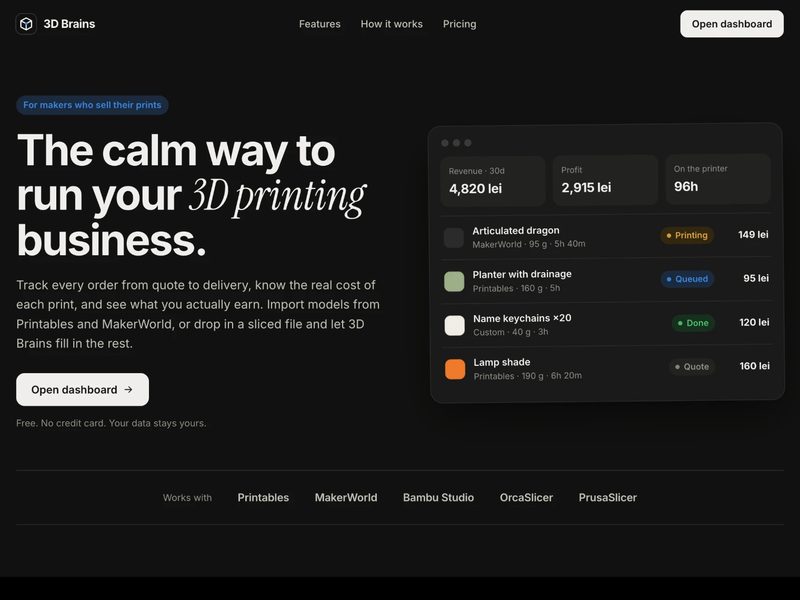 3D Brains
Features
How it works
Pricing
Open dashboard
For makers who sell their prints
The calm way to
run your 3D printing
business.
Track every order from quote to delivery, know the real cost of
each print, and see what you actually earn. Import models from
Printables and MakerWorld, or drop in a sliced file and let 3D
Brains fill in the rest.
Open dashboard →
Free. No credit card. Your data stays yours.
Revenue · 30d
4,820 lei
Profit
2,915 lei
On the printer
96h
Articulated dragon
MakerWorld · 95 g · 5h 40m
Printing
149 lei
Planter with drainage
Printables · 160 g · 5h
Queued
95 lei
Name keychains ×20
Custom · 40 g · 3h
Done
120 lei
Lamp shade
Printables · 190 g · 6h 20m
Quote
160 lei
Works with
Printables
MakerWorld
Bambu Studio
OrcaSlicer
PrusaSlicer